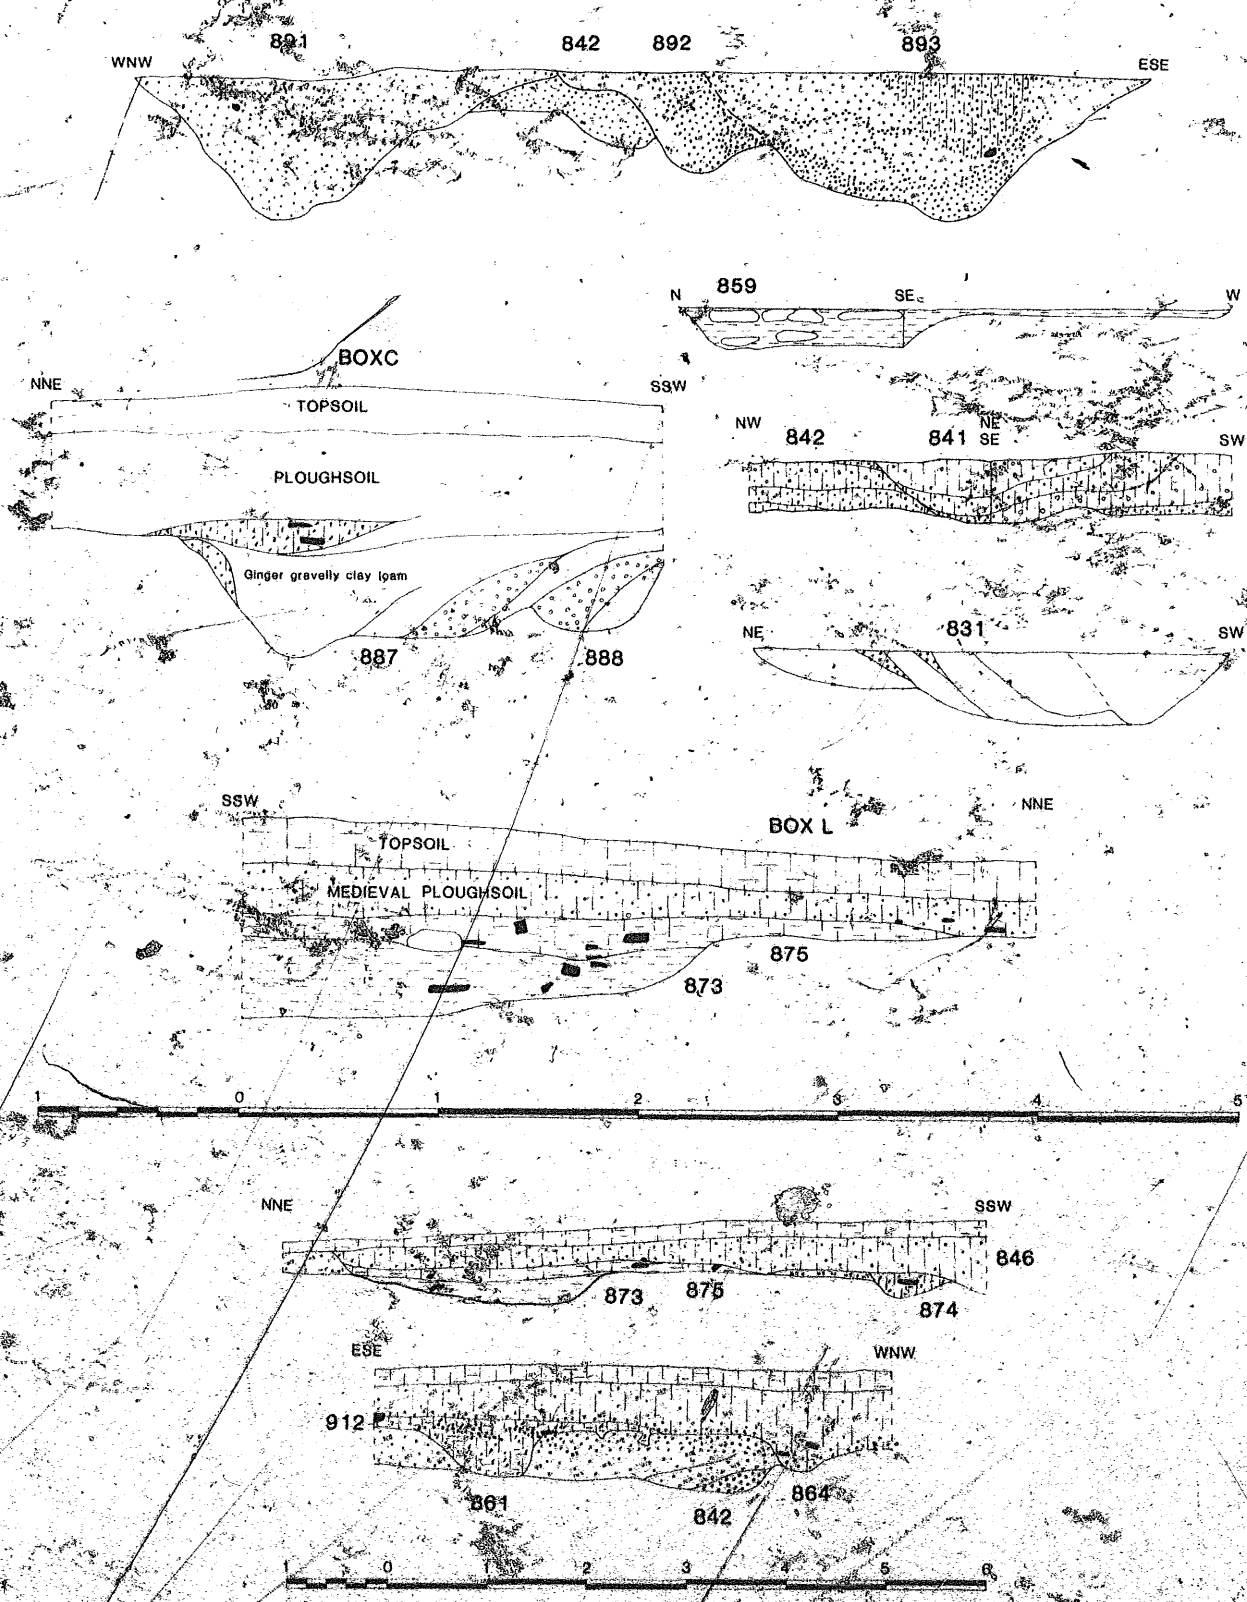 891 842 892 893
WNW ESE
859
N SE W
BOXC
NNE SSW
TOPSOIL
PLOUGHSOIL
Ginger gravelly clay loam
887 888
NW 842 841 NE SW
SE
831
NE SW
SSW NNE
BOX L
TOPSOIL
MEDIEVAL PLOUGHSOIL
875
873
1 0 1 2 3 4 5
NNE SSW
846
873 875 874
ESE WNW
912
861 842 864
1 0 1 2 3 4 5 6